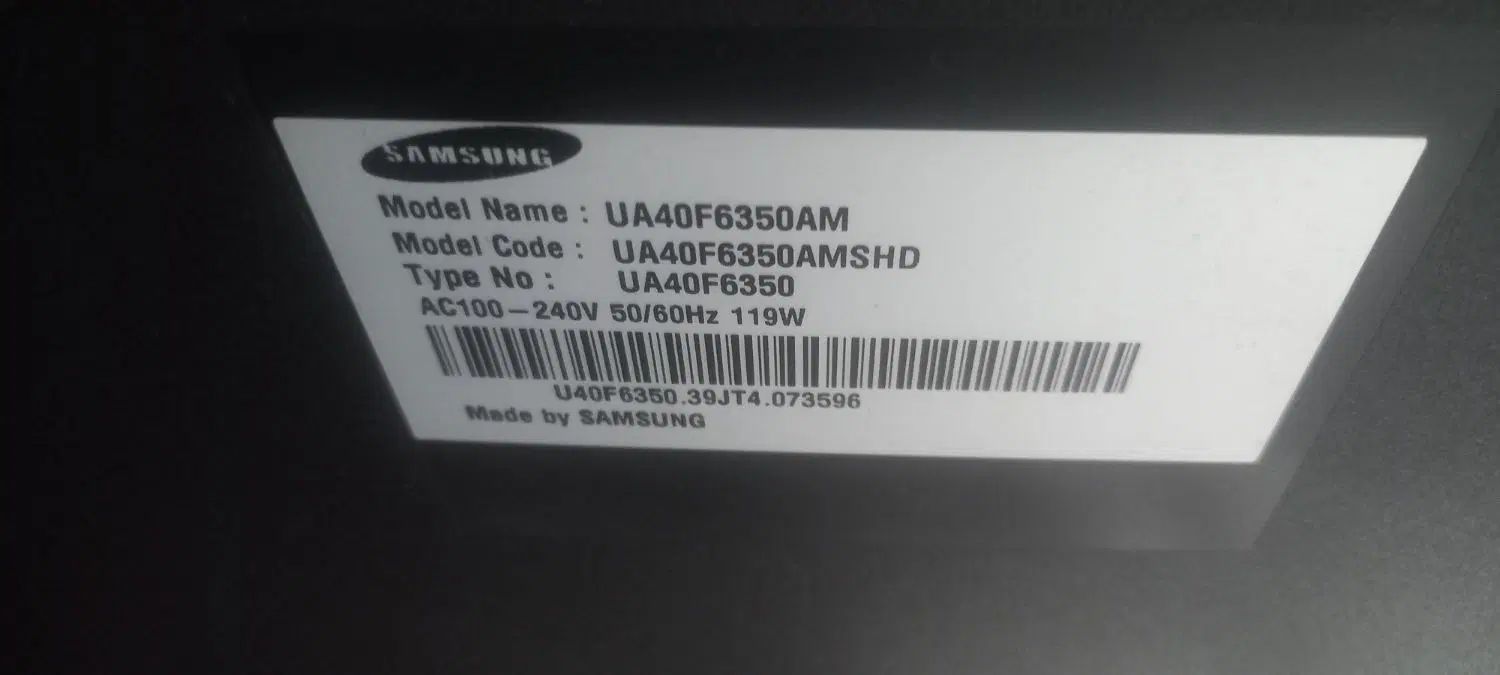 SAMSUNG
Model Name : UA40F6350AM
Model Code : UA40F6350AMSHD
Type No : UA40F6350
AC100-240V 50/60Hz 119W
U40F6350.39JT4.073596
Made by SAMSUNG